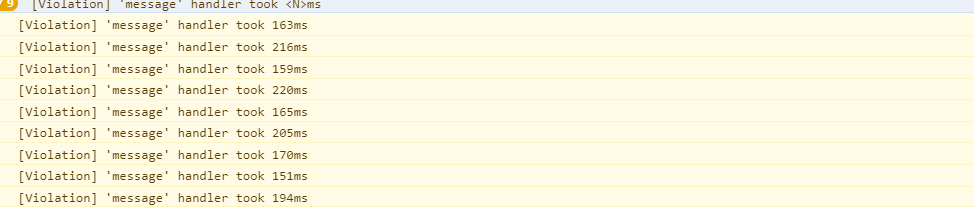 9 [Violation] 'message' handler took <N>ms
[Violation] 'message' handler took 163ms
[Violation] 'message' handler took 216ms
[Violation] 'message' handler took 159ms
[Violation] 'message' handler took 220ms
[Violation] 'message' handler took 165ms
[Violation] 'message' handler took 205ms
[Violation] 'message' handler took 170ms
[Violation] 'message' handler took 151ms
[Violation] 'message' handler took 194ms